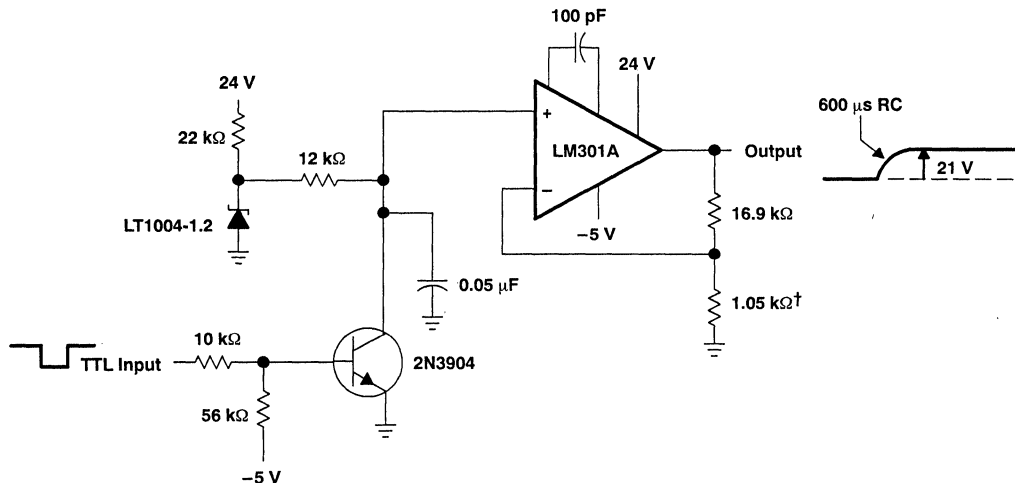 100 pF
24 V
24 V
600 μs RC
22 kΩ
+
12 kΩ
LM301A
Output
21 V
LT1004-1.2
–
–5 V
16.9 kΩ
0.05 μF
1.05 kΩ†
10 kΩ
TTL Input
2N3904
56 kΩ
–5 V